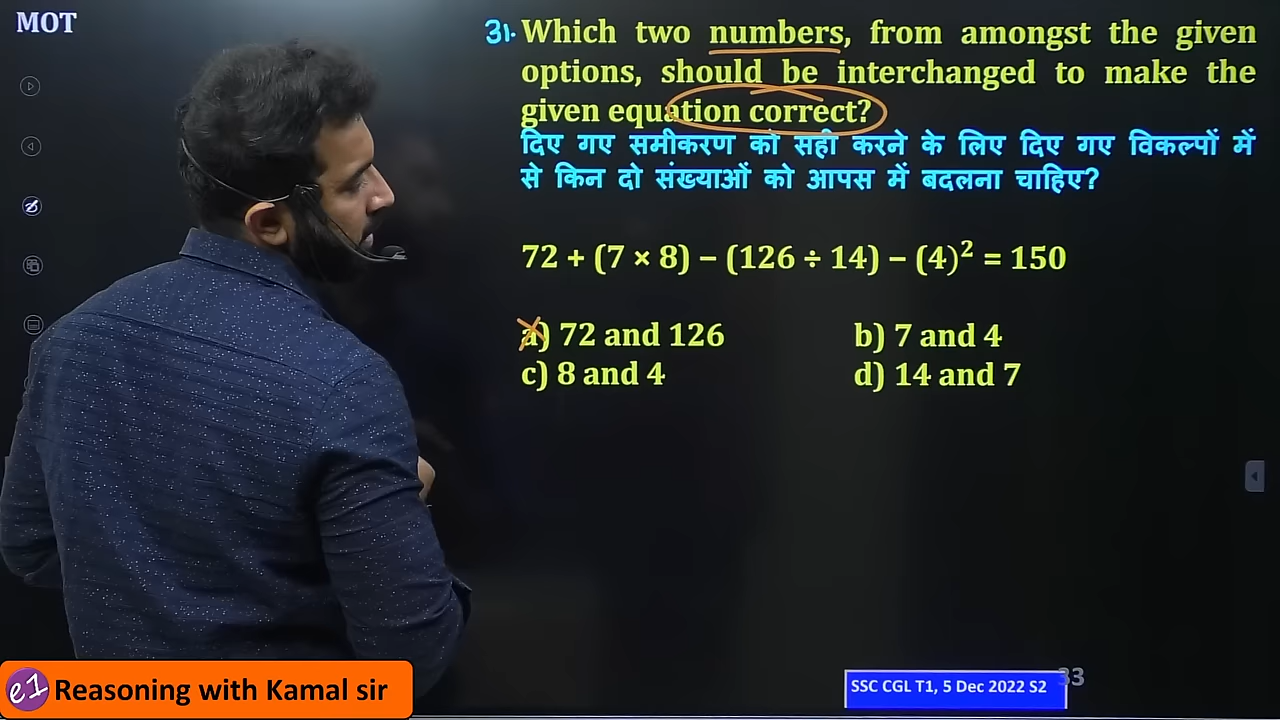 MOT
31. Which two numbers, from amongst the given
options, should be interchanged to make the
given equation correct?
दिए गए समीकरण को सही करने के लिए दिए गए विकल्पों में
से किन दो संख्याओं को आपस में बदलना चाहिए?
72 + (7 × 8) − (126 ÷ 14) − (4)² = 150
a) 72 and 126
b) 7 and 4
c) 8 and 4
d) 14 and 7
e1 Reasoning with Kamal sir
SSC CGL T1, 5 Dec 2022 S2
33